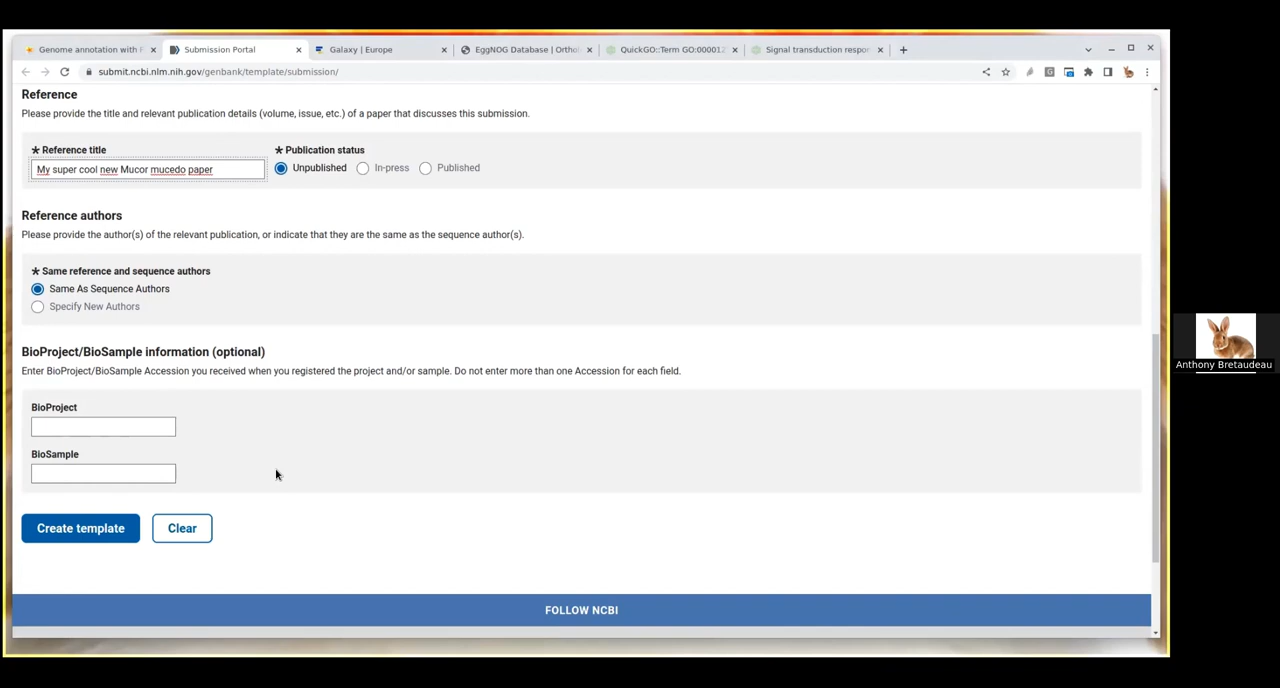 Genome annotation with F
Submission Portal
Galaxy | Europe
EggNOG Database | Ortho
QuickGO::Term GO:000012
Signal transduction respon
submit.ncbi.nlm.nih.gov/genbank/template/submission/
Reference
Please provide the title and relevant publication details (volume, issue, etc.) of a paper that discusses this submission.
* Reference title
* Publication status
My super cool new Mucor mucedo paper
Unpublished
In-press
Published
Reference authors
Please provide the author(s) of the relevant publication, or indicate that they are the same as the sequence author(s).
* Same reference and sequence authors
Same As Sequence Authors
Specify New Authors
Anthony Bretaudeau
BioProject/BioSample information (optional)
Enter BioProject/BioSample Accession you received when you registered the project and/or sample. Do not enter more than one Accession for each field.
BioProject
BioSample
Create template
Clear
FOLLOW NCBI